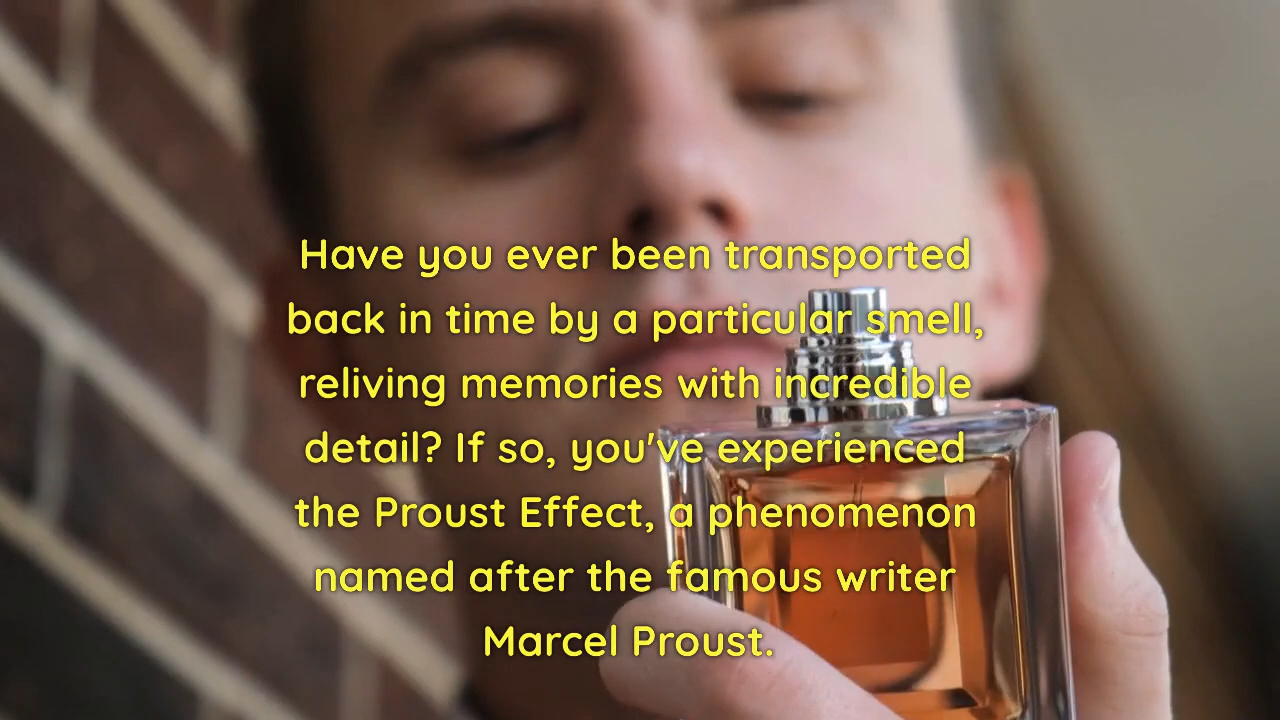 Have you ever been transported
back in time by a particular smell,
reliving memories with incredible
detail? If so, you've experienced
the Proust Effect, a phenomenon
named after the famous writer
Marcel Proust.